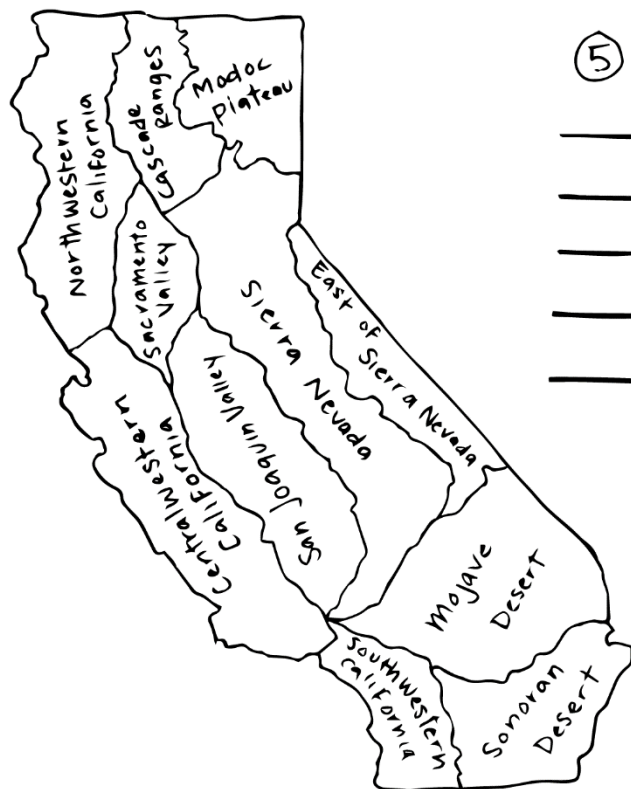 Northwestern
California
Cascade
Ranges
Modoc
Plateau
Sacramento
Valley
Sierra
Nevada
East of
Sierra Nevada
San Joaquin Valley
Centralwestern
California
Mojave
Desert
Southwestern
California
Sonoran
Desert
5